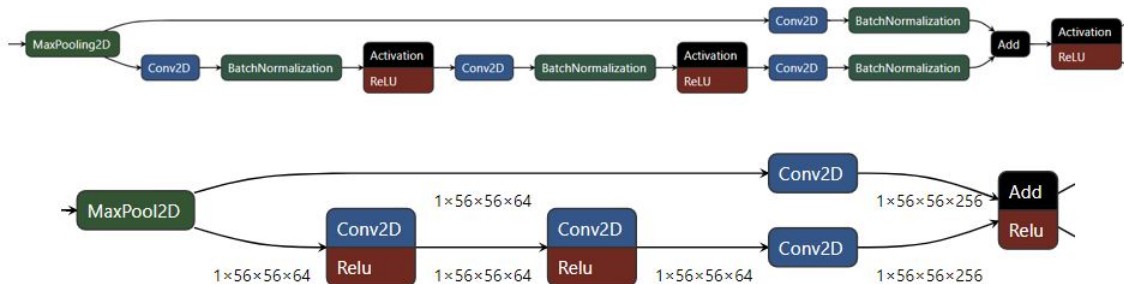 Conv2D
BatchNormalization
MaxPooling2D
Activation
Activation
Add
Activation
Conv2D
BatchNormalization
ReLU
Conv2D
BatchNormalization
ReLU
Conv2D
BatchNormalization
ReLU
Conv2D
Add
1×56×56×64
1×56×56×256
MaxPool2D
Conv2D
Conv2D
Relu
Conv2D
Relu
Relu
1×56×56×64
1×56×56×64
1×56×56×64
1×56×56×256